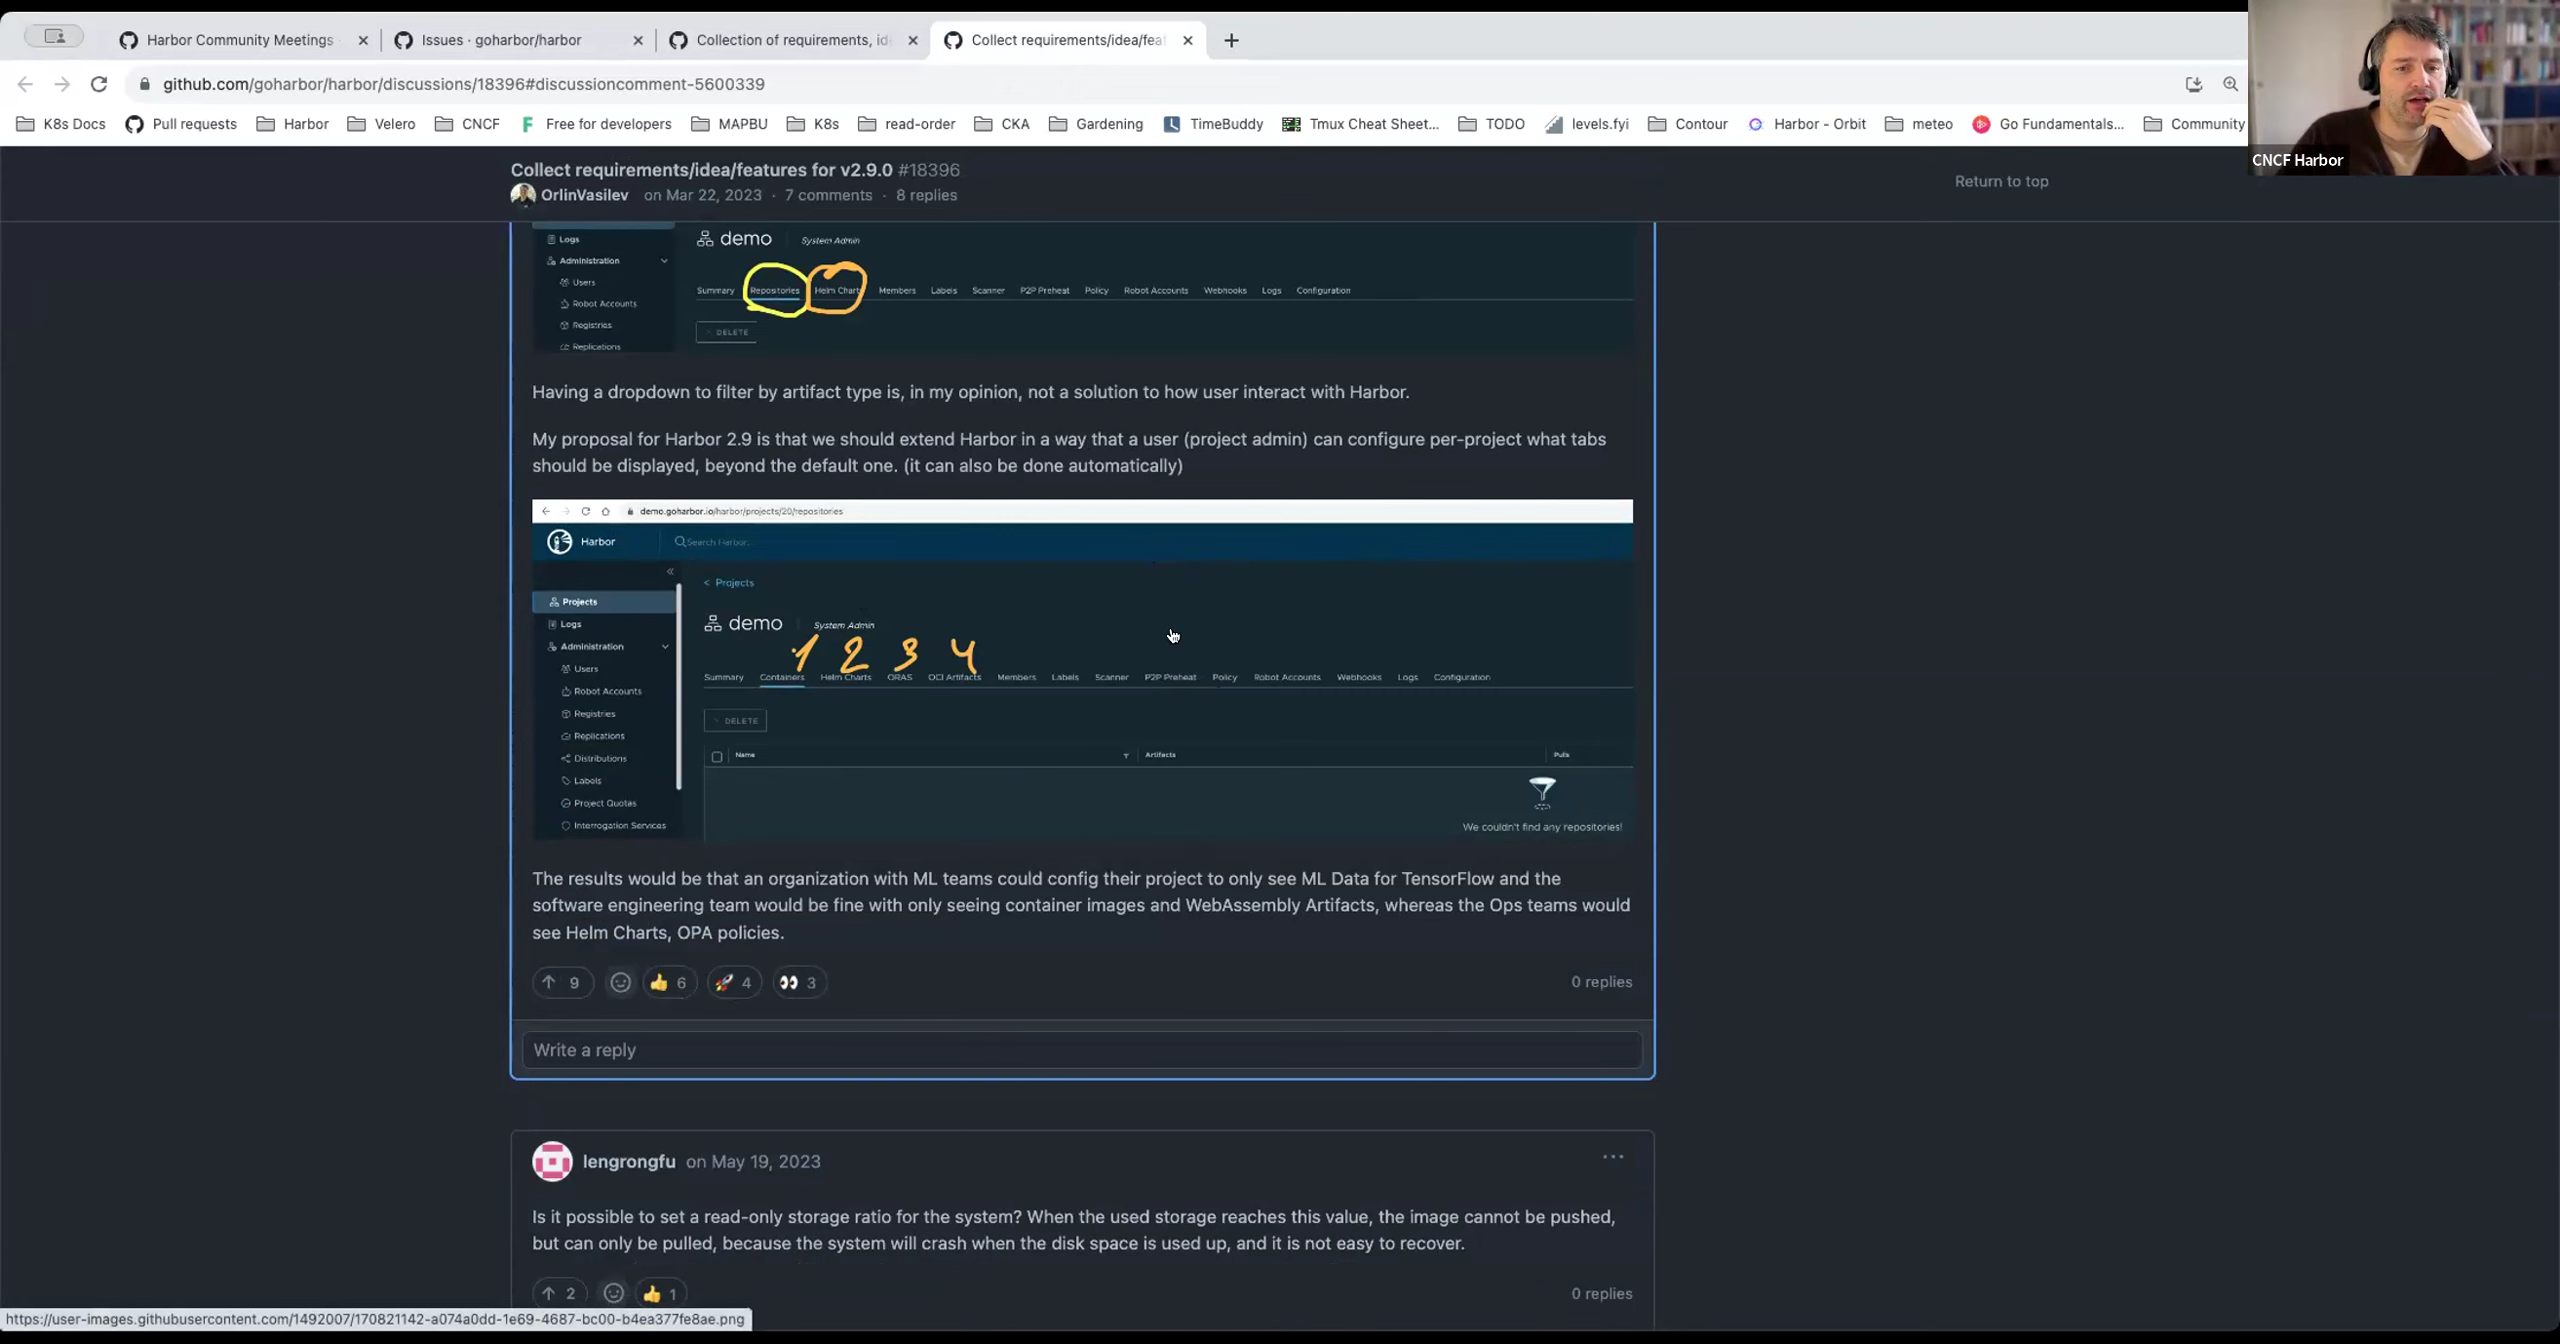 Harbor Community Meetings
Issues · goharbor/harbor
Collection of requirements, id
Collect requirements/idea/feat
github.com/goharbor/harbor/discussions/18396#discussioncomment-5600339
K8s Docs Pull requests Harbor Velero CNCF Free for developers MAPBU K8s read-order CKA Gardening TimeBuddy Tmux Cheat Sheet... TODO levels.fyi Contour Harbor - Orbit meteo Go Fundamentals... Community
CNCF Harbor
Collect requirements/idea/features for v2.9.0 #18396
OrlinVasilev on Mar 22, 2023 · 7 comments · 8 replies
Return to top
Logs
Administration
Users
Robot Accounts
Registries
Replications
demo System Admin
Summary Repositories Helm Charts Members Labels Scanner P2P Preheat Policy Robot Accounts Webhooks Logs Configuration
DELETE
Having a dropdown to filter by artifact type is, in my opinion, not a solution to how user interact with Harbor.
My proposal for Harbor 2.9 is that we should extend Harbor in a way that a user (project admin) can configure per-project what tabs
should be displayed, beyond the default one. (it can also be done automatically)
demo.goharbor.io/harbor/projects/20/repositories
Harbor
Search Harbor...
«
Projects
Logs
Administration
Users
Robot Accounts
Registries
Replications
Distributions
Labels
Project Quotas
Interrogation Services
< Projects
demo System Admin
1 2 3 4
Summary Containers Helm Charts ORAS OCI Artifacts Members Labels Scanner P2P Preheat Policy Robot Accounts Webhooks Logs Configuration
DELETE
Name Artifacts Pulls
We couldn't find any repositories!
The results would be that an organization with ML teams could config their project to only see ML Data for TensorFlow and the
software engineering team would be fine with only seeing container images and WebAssembly Artifacts, whereas the Ops teams would
see Helm Charts, OPA policies.
↑ 9 👍 6 🚀 4 👀 3
0 replies
Write a reply
lengrongfu on May 19, 2023
...
Is it possible to set a read-only storage ratio for the system? When the used storage reaches this value, the image cannot be pushed,
but can only be pulled, because the system will crash when the disk space is used up, and it is not easy to recover.
↑ 2 👍 1
0 replies
https://user-images.githubusercontent.com/1492007/170821142-a074a0dd-1e69-4687-bc00-b4ea377fe8ae.png